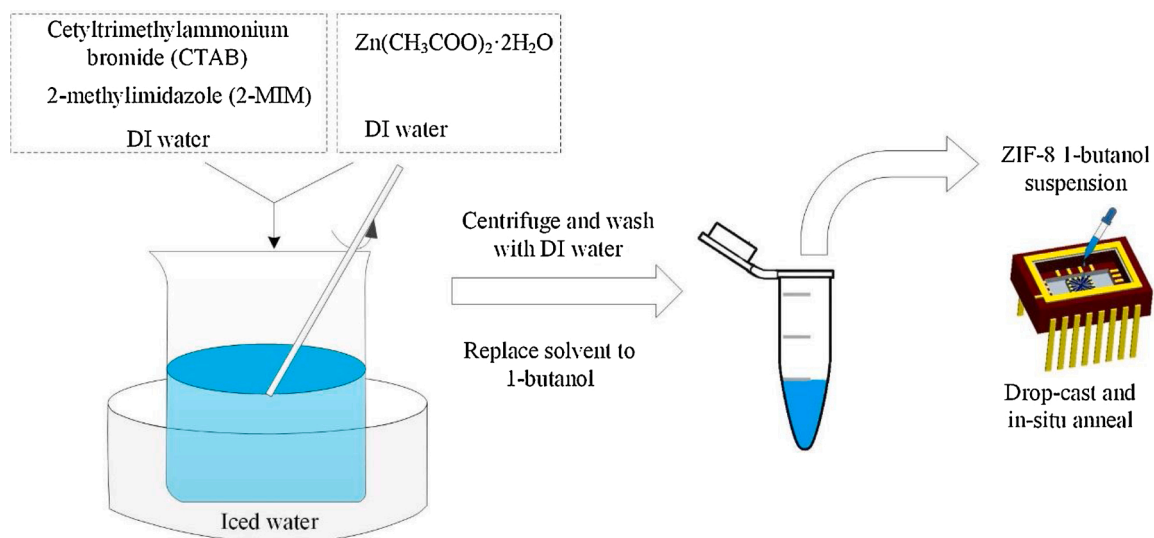 Cetyltrimethylammonium
bromide (CTAB)
2-methylimidazole (2-MIM)
DI water
Zn(CH₃COO)₂·2H₂O
DI water
Iced water
Centrifuge and wash
with DI water
Replace solvent to
1-butanol
ZIF-8 1-butanol
suspension
Drop-cast and
in-situ anneal